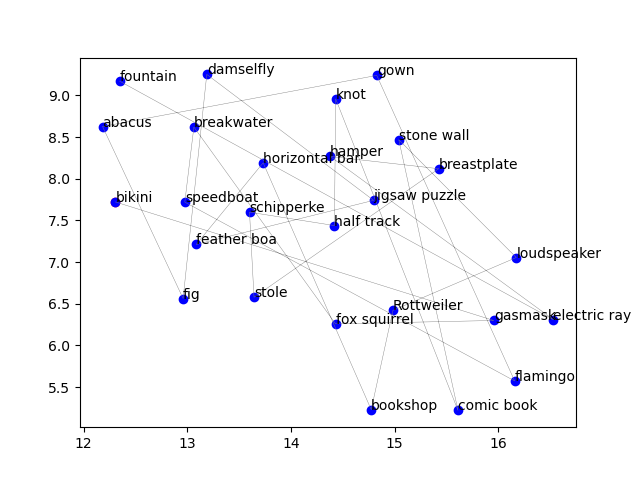 damselfly
gown
fountain
9.0
knot
abacus
breakwater
8.5
stone wall
hamper
horizontal bar
breastplate
8.0
bikini
speedboat
jigsaw puzzle
schipperke
7.5
half track
feather boa
loudspeaker
7.0
fig
stole
6.5
Rottweiler
fox squirrel
gasmask
electric ray
6.0
flamingo
5.5
bookshop
comic book
12
13
14
15
16